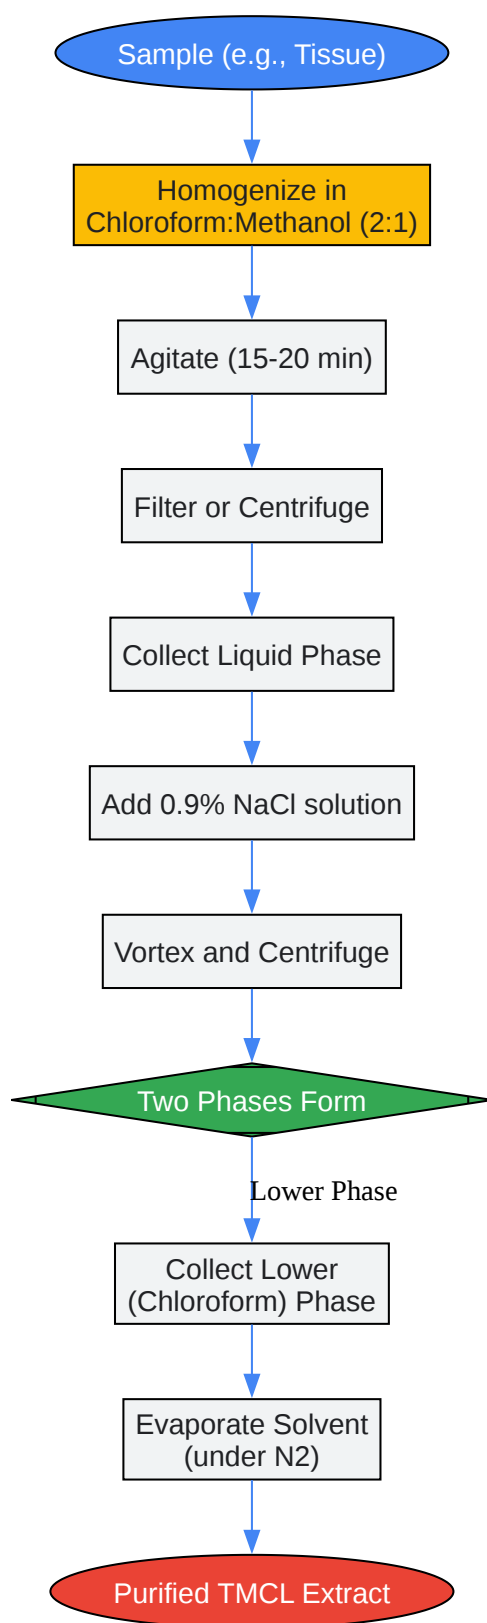 Sample (e.g., Tissue)
Homogenize in
Chloroform:Methanol (2:1)
Agitate (15-20 min)
Filter or Centrifuge
Collect Liquid Phase
Add 0.9% NaCl solution
Vortex and Centrifuge
Two Phases Form
Lower Phase
Collect Lower
(Chloroform) Phase
Evaporate Solvent
(under N2)
Purified TMCL Extract